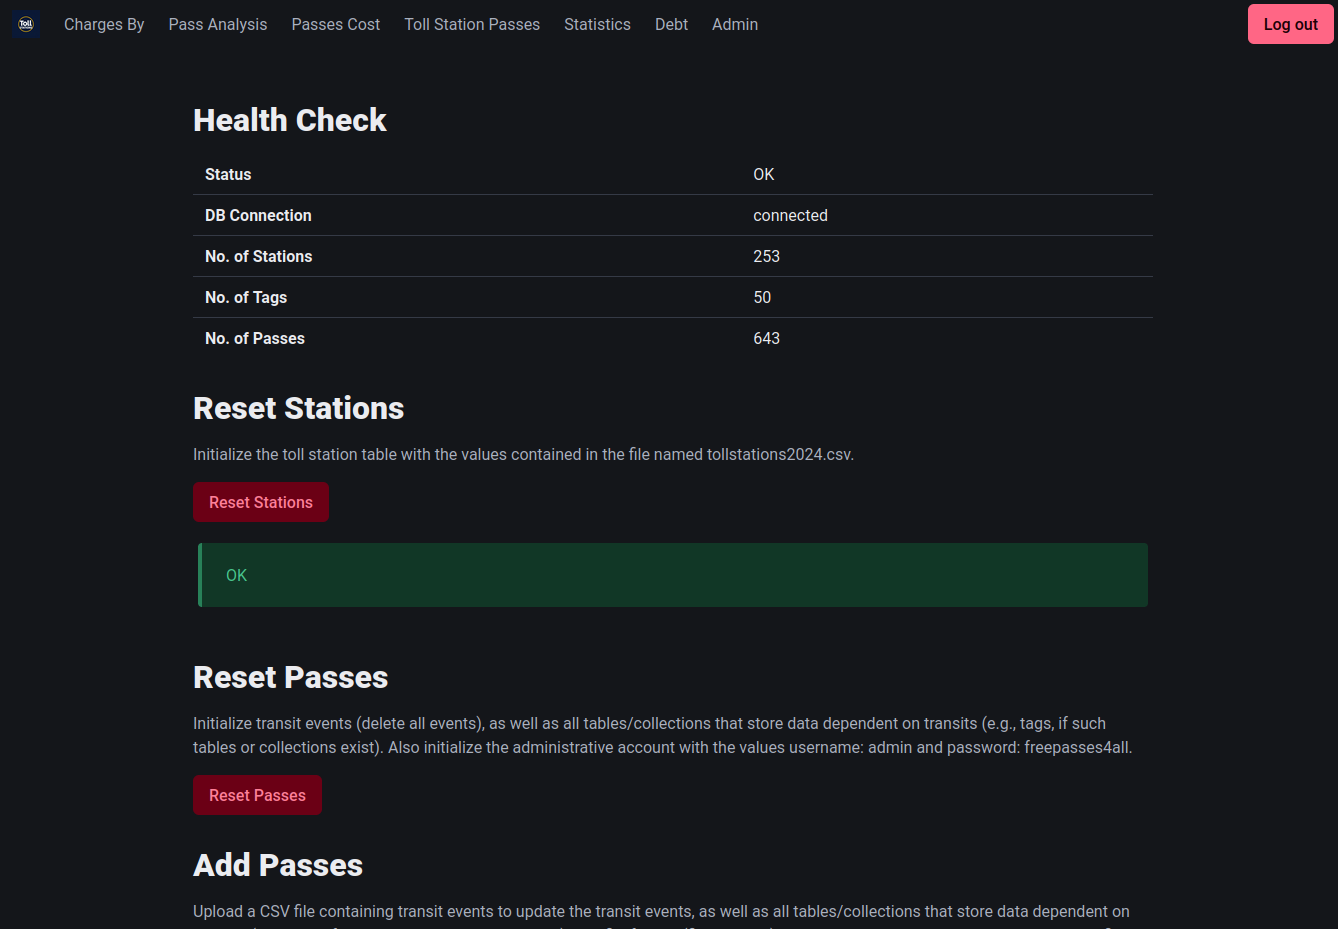 Toll
Charges By Pass Analysis Passes Cost Toll Station Passes Statistics Debt Admin Log out
Health Check
Status OK
DB Connection connected
No. of Stations 253
No. of Tags 50
No. of Passes 643
Reset Stations
Initialize the toll station table with the values contained in the file named tollstations2024.csv.
Reset Stations
OK
Reset Passes
Initialize transit events (delete all events), as well as all tables/collections that store data dependent on transits (e.g., tags, if such
tables or collections exist). Also initialize the administrative account with the values username: admin and password: freepasses4all.
Reset Passes
Add Passes
Upload a CSV file containing transit events to update the transit events, as well as all tables/collections that store data dependent on